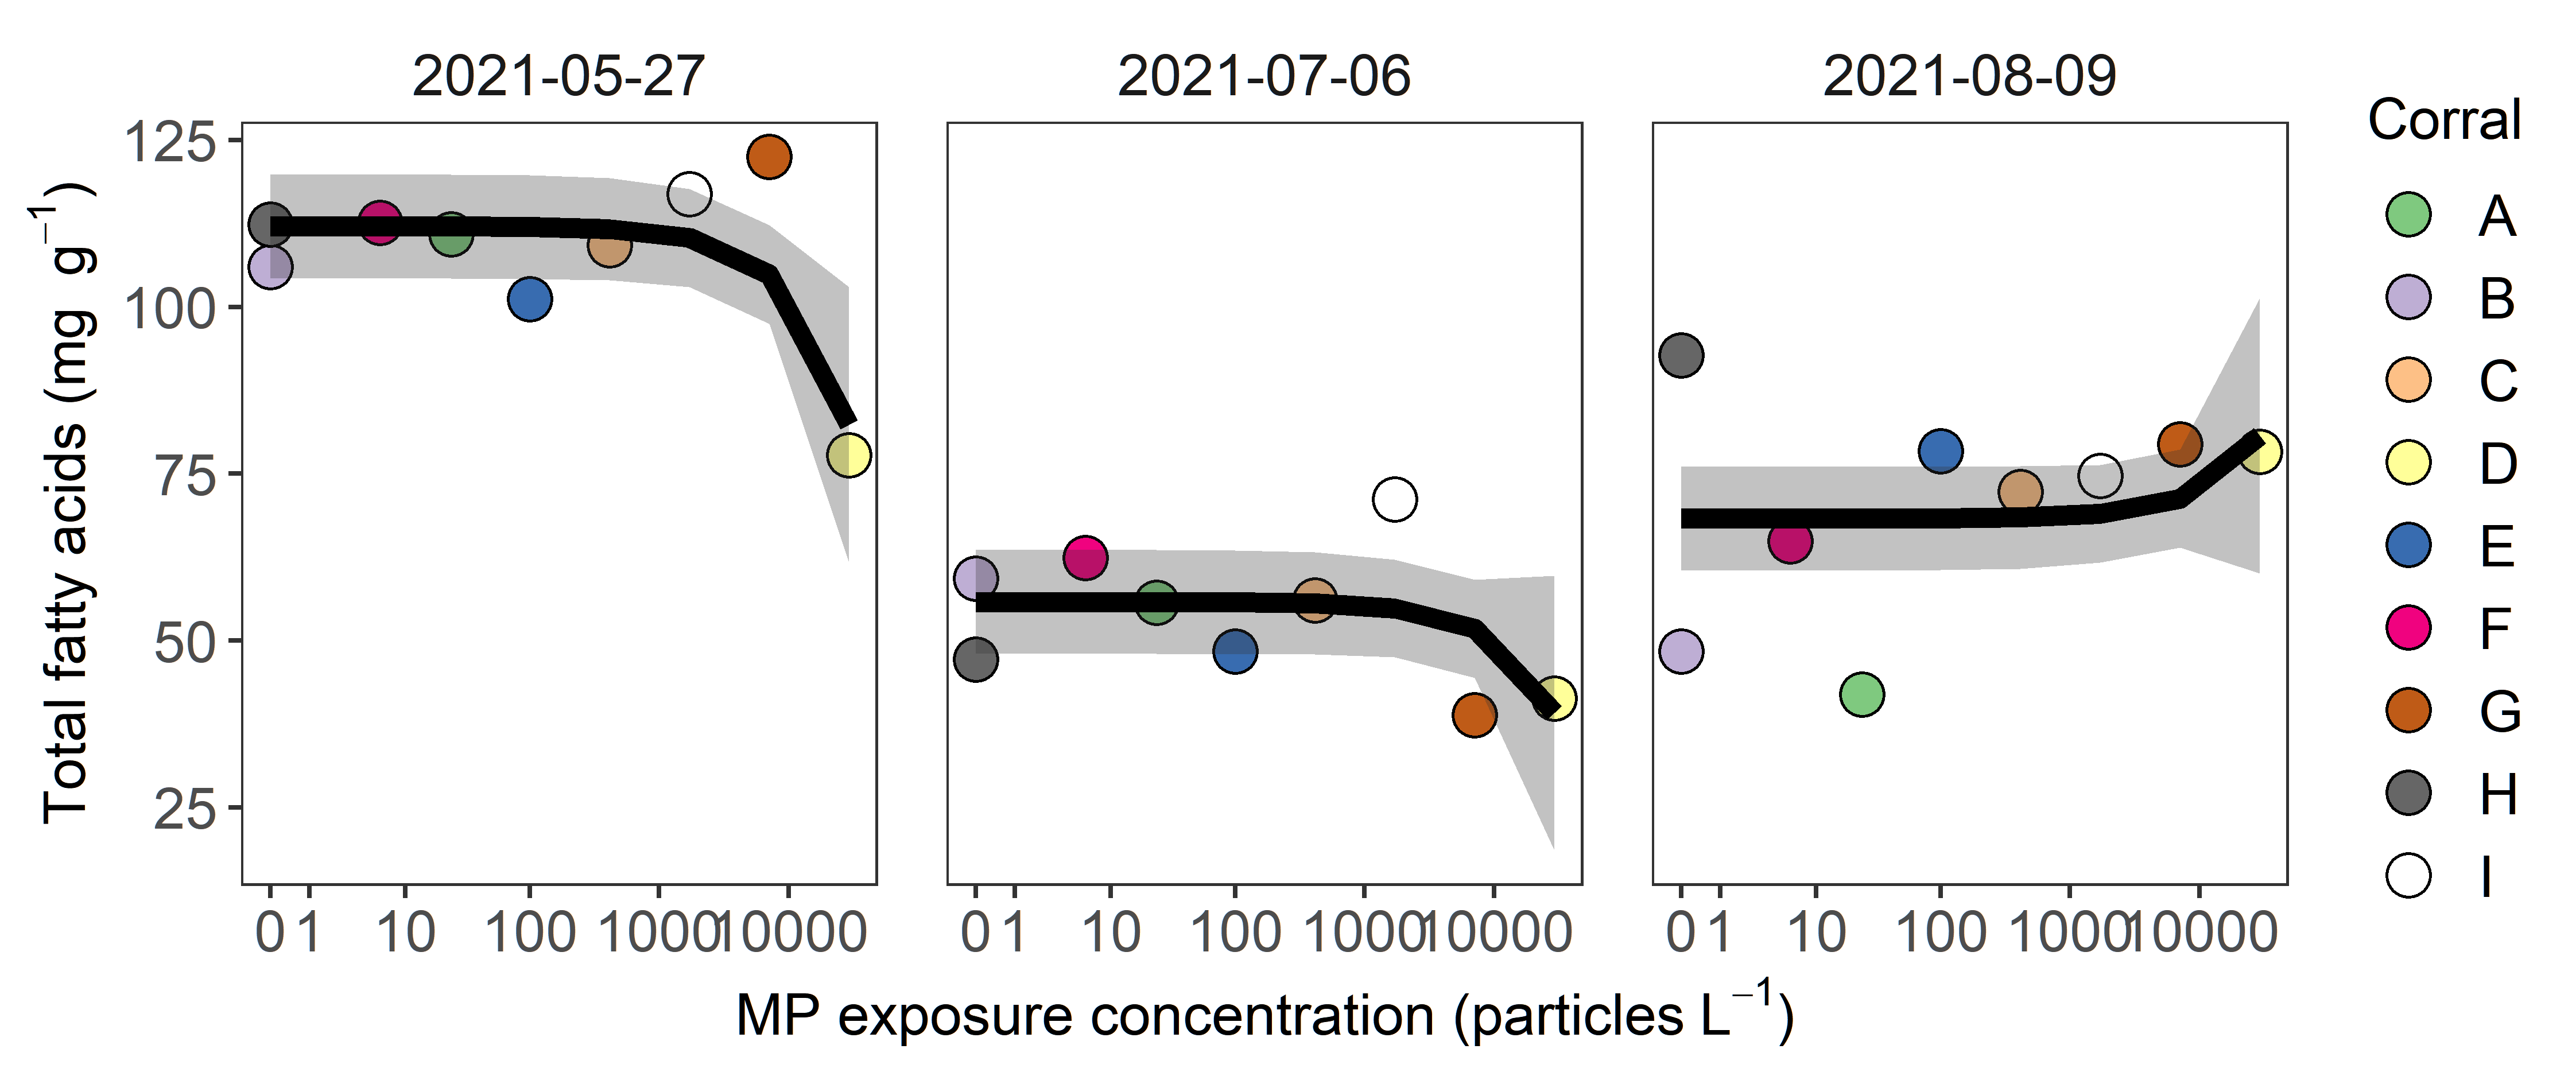 2021-05-27 2021-07-06 2021-08-09
Total fatty acids (mg g⁻¹)
125
100
75
50
25
0 1 10 100 1000 10000
0 1 10 100 1000 10000
0 1 10 100 1000 10000
MP exposure concentration (particles L⁻¹)
Corral
A
B
C
D
E
F
G
H
I